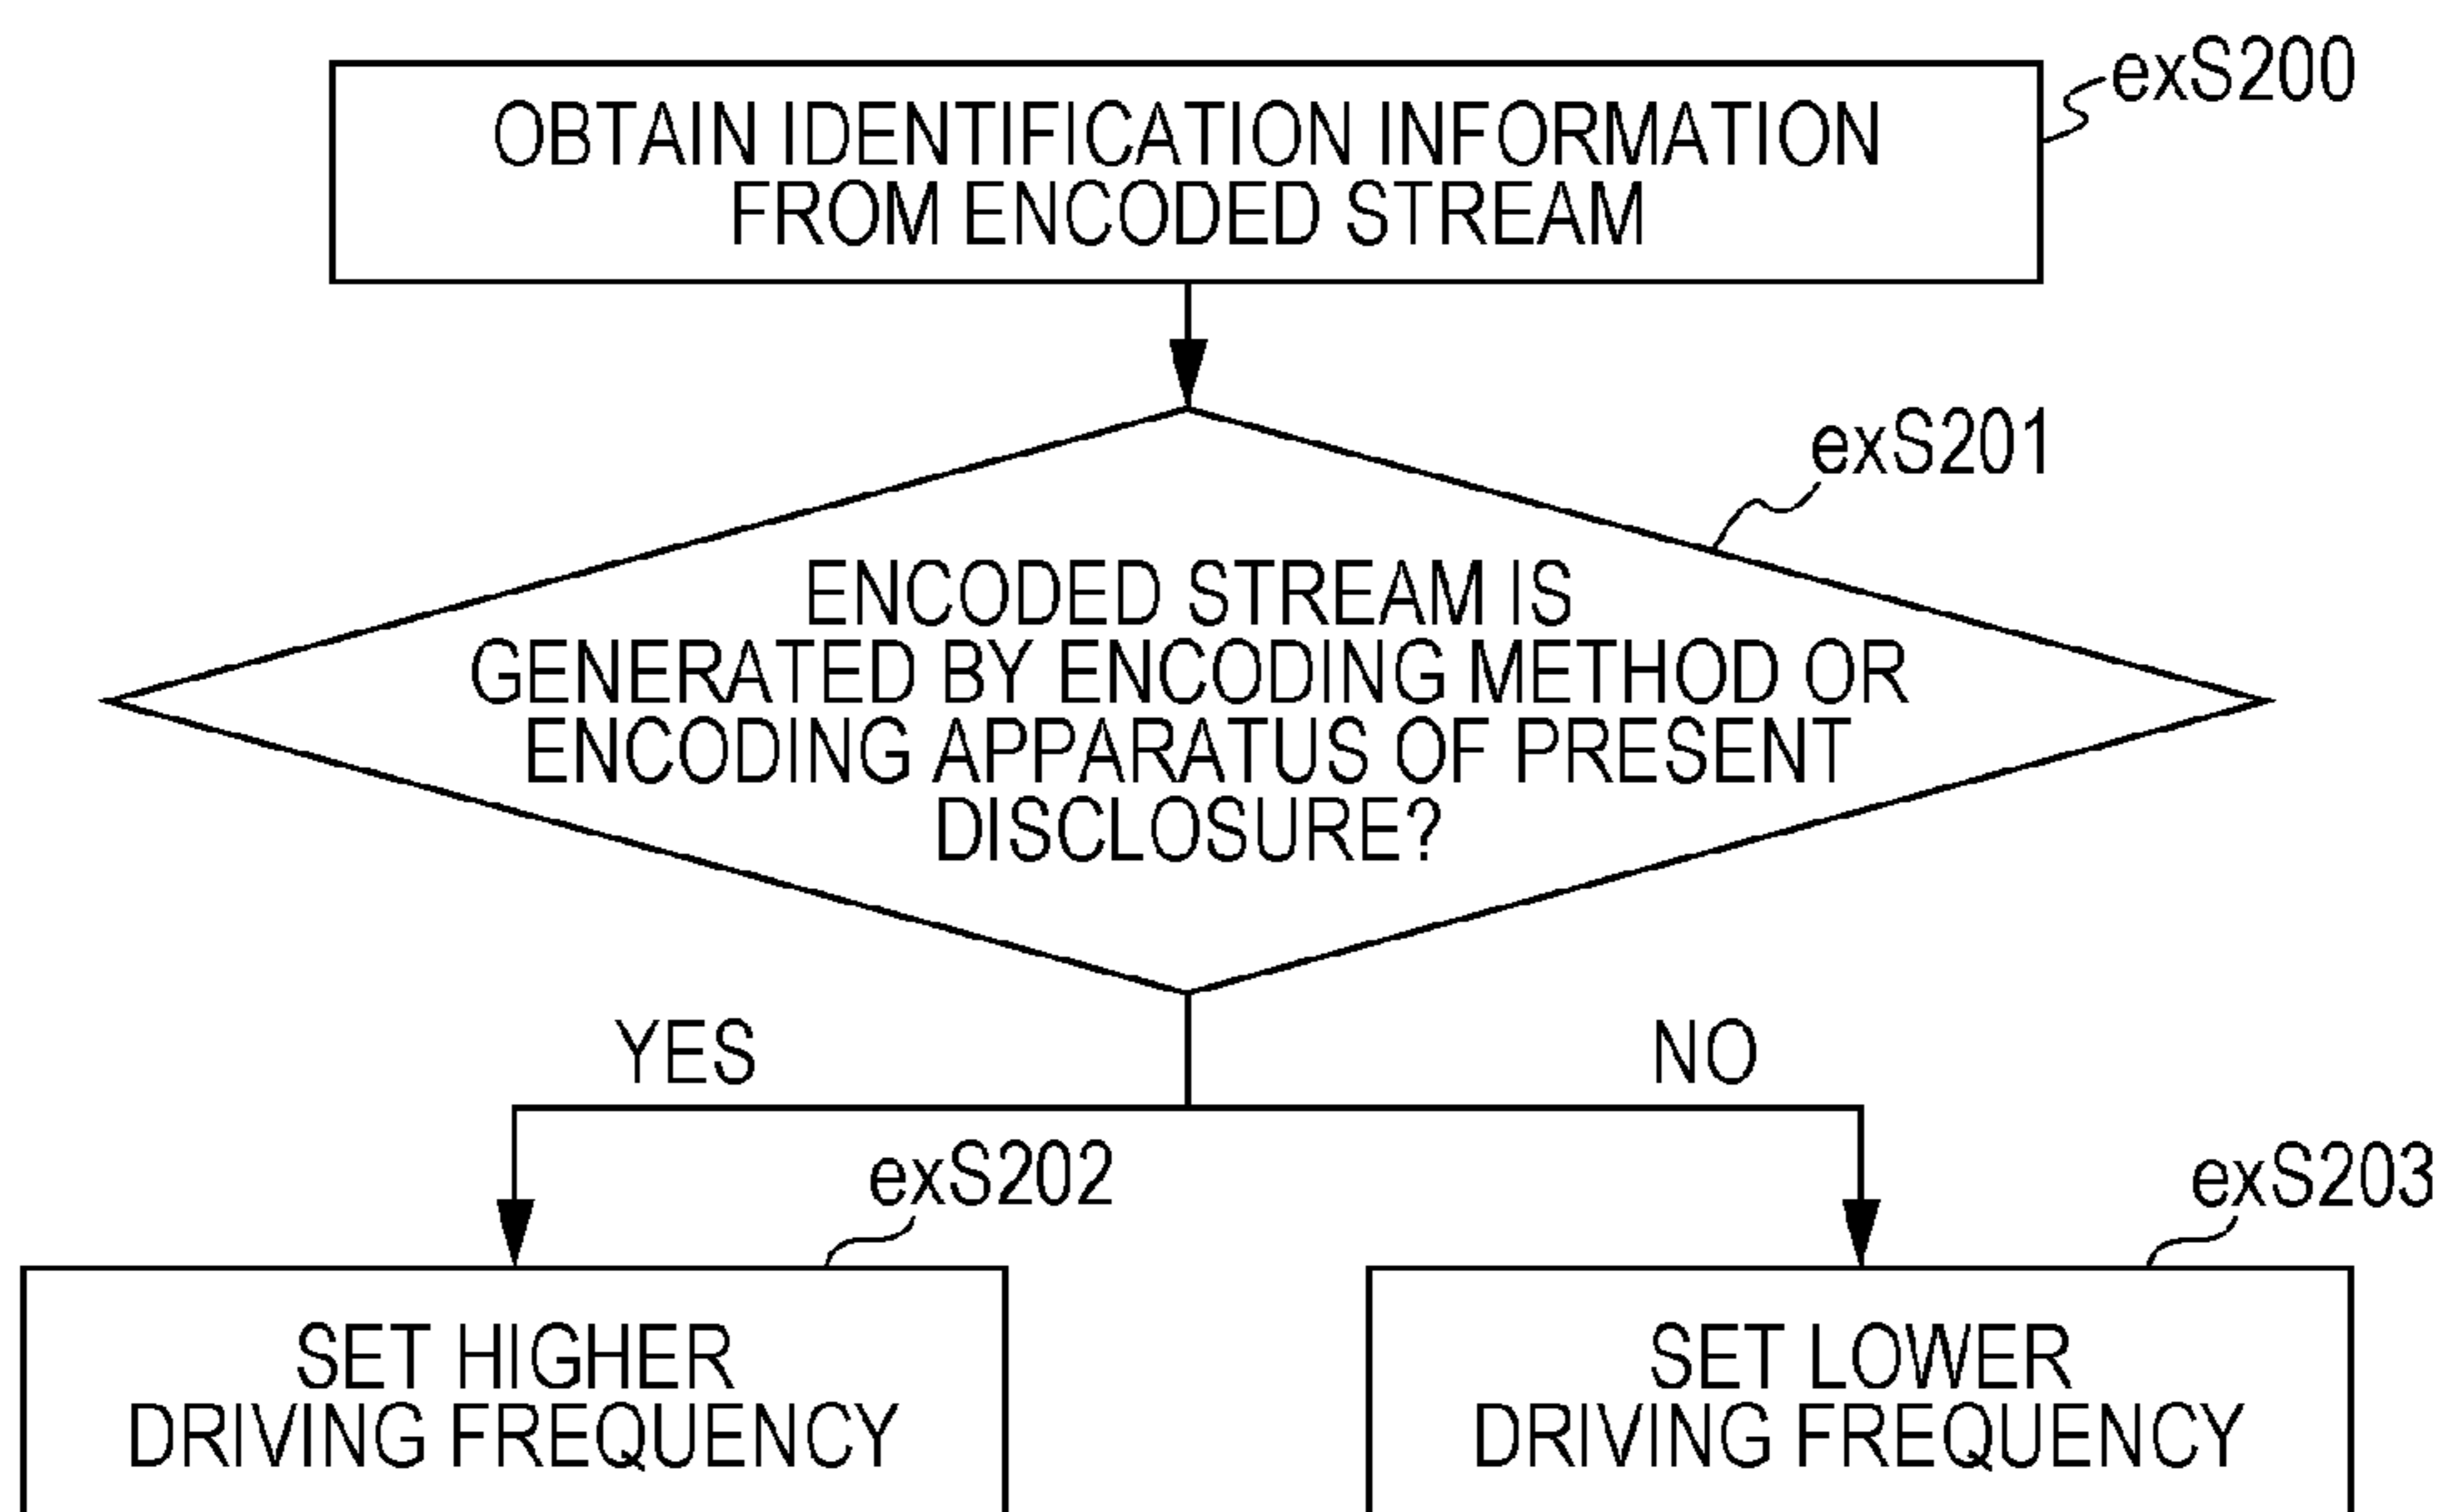 exS200
OBTAIN IDENTIFICATION INFORMATION
FROM ENCODED STREAM
exS201
ENCODED STREAM IS
GENERATED BY ENCODING METHOD OR
ENCODING APPARATUS OF PRESENT
DISCLOSURE?
YES
NO
exS202
exS203
SET HIGHER
DRIVING FREQUENCY
SET LOWER
DRIVING FREQUENCY